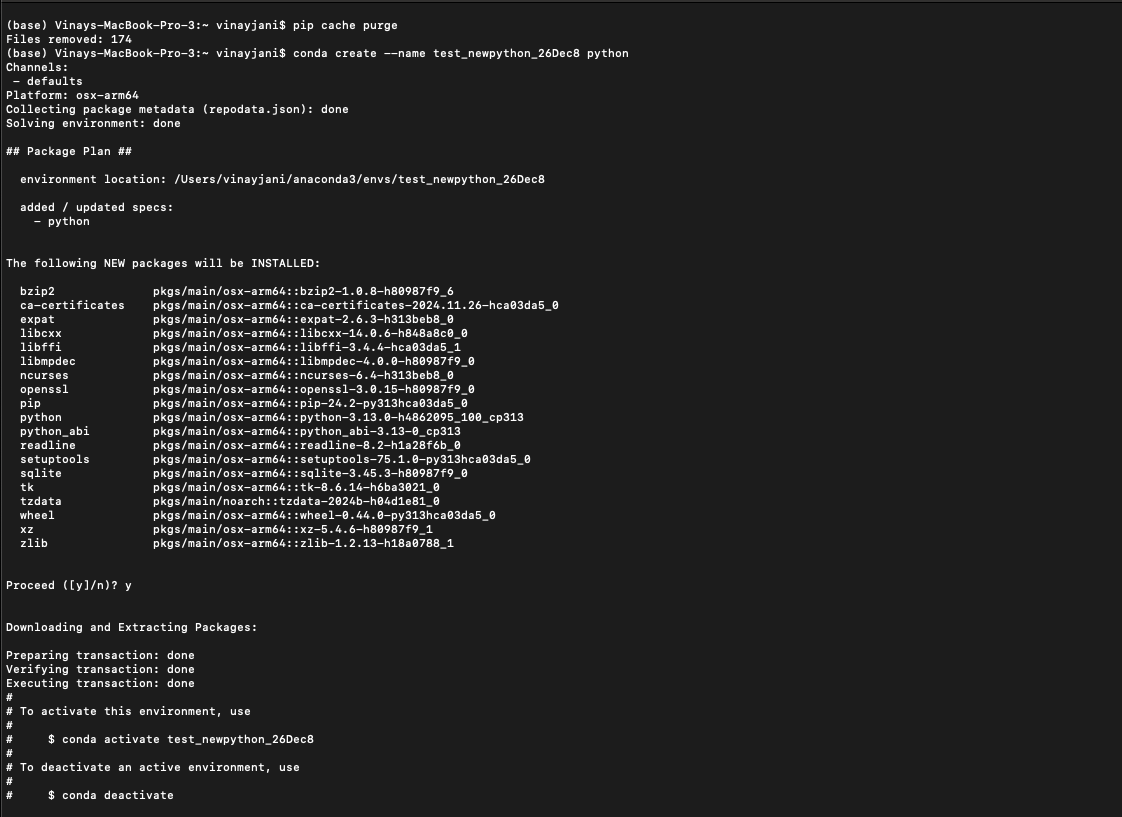 (base) Vinays-MacBook-Pro-3:~ vinayjani$ pip cache purge
Files removed: 174
(base) Vinays-MacBook-Pro-3:~ vinayjani$ conda create --name test_newpython_26Dec8 python
Channels:
 - defaults
Platform: osx-arm64
Collecting package metadata (repodata.json): done
Solving environment: done
## Package Plan ##
  environment location: /Users/vinayjani/anaconda3/envs/test_newpython_26Dec8
  added / updated specs:
    - python
The following NEW packages will be INSTALLED:
  bzip2              pkgs/main/osx-arm64::bzip2-1.0.8-h80987f9_6
  ca-certificates    pkgs/main/osx-arm64::ca-certificates-2024.11.26-hca03da5_0
  expat              pkgs/main/osx-arm64::expat-2.6.3-h313beb8_0
  libcxx             pkgs/main/osx-arm64::libcxx-14.0.6-h848a8c0_0
  libffi             pkgs/main/osx-arm64::libffi-3.4.4-hca03da5_1
  libmpdec           pkgs/main/osx-arm64::libmpdec-4.0.0-h80987f9_0
  ncurses            pkgs/main/osx-arm64::ncurses-6.4-h313beb8_0
  openssl            pkgs/main/osx-arm64::openssl-3.0.15-h80987f9_0
  pip                pkgs/main/osx-arm64::pip-24.2-py313hca03da5_0
  python             pkgs/main/osx-arm64::python-3.13.0-h4862095_100_cp313
  python_abi         pkgs/main/osx-arm64::python_abi-3.13-0_cp313
  readline           pkgs/main/osx-arm64::readline-8.2-h1a28f6b_0
  setuptools         pkgs/main/osx-arm64::setuptools-75.1.0-py313hca03da5_0
  sqlite             pkgs/main/osx-arm64::sqlite-3.45.3-h80987f9_0
  tk                 pkgs/main/osx-arm64::tk-8.6.14-h6ba3021_0
  tzdata             pkgs/main/noarch::tzdata-2024b-h04d1e81_0
  wheel              pkgs/main/osx-arm64::wheel-0.44.0-py313hca03da5_0
  xz                 pkgs/main/osx-arm64::xz-5.4.6-h80987f9_1
  zlib               pkgs/main/osx-arm64::zlib-1.2.13-h18a0788_1
Proceed ([y]/n)? y
Downloading and Extracting Packages:
Preparing transaction: done
Verifying transaction: done
Executing transaction: done
#
# To activate this environment, use
#
#     $ conda activate test_newpython_26Dec8
#
# To deactivate an active environment, use
#
#     $ conda deactivate